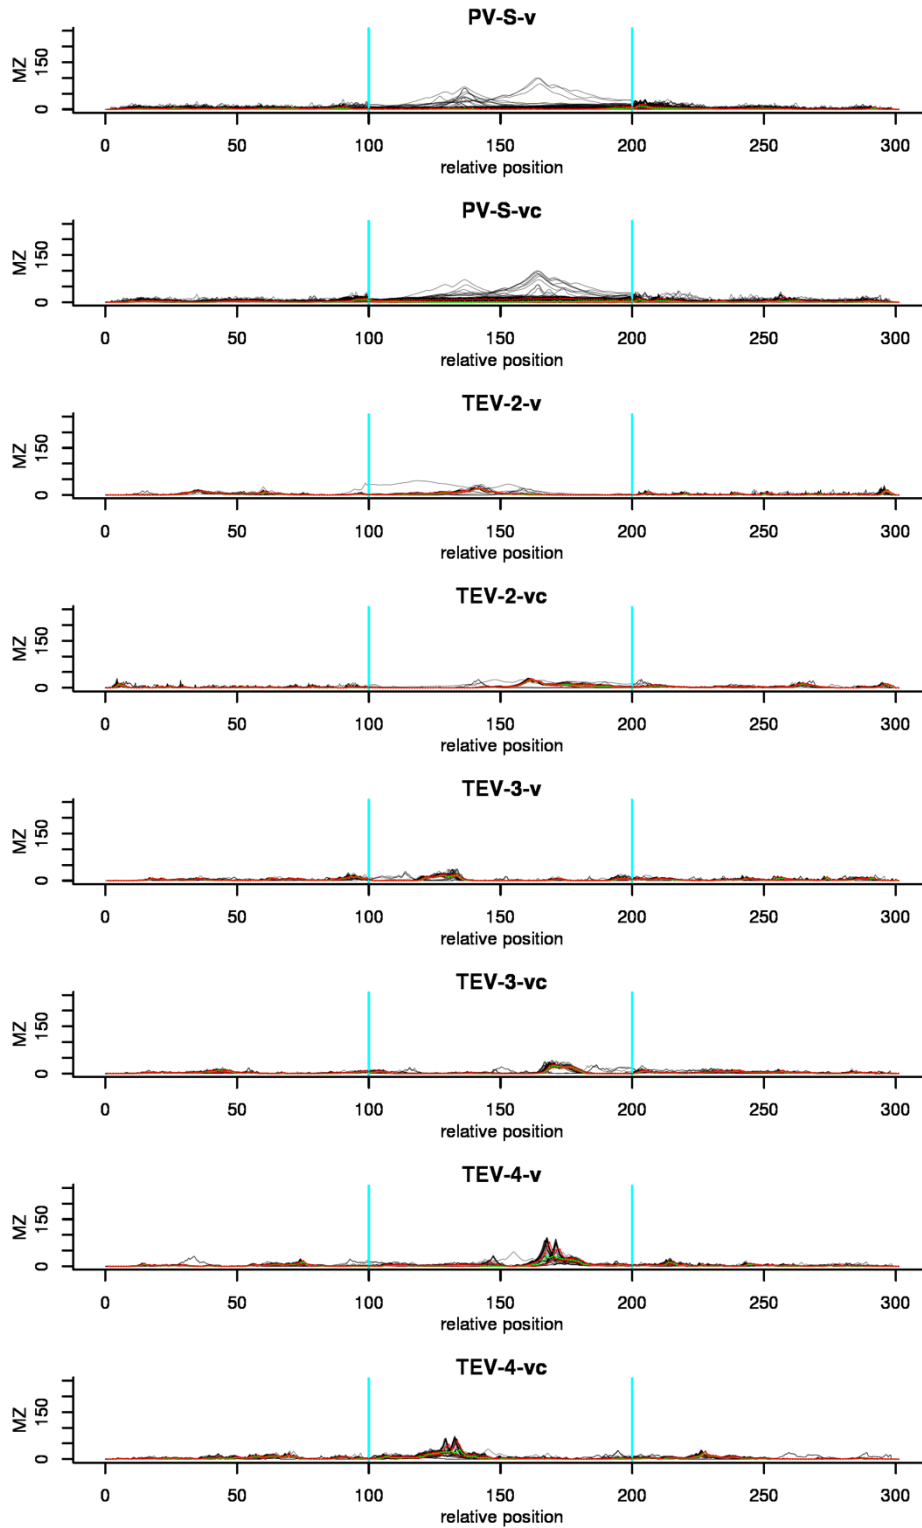 PV-S-v
MZ
150
0
0 50 100 150 200 250 300
relative position
PV-S-vc
MZ
150
0
0 50 100 150 200 250 300
relative position
TEV-2-v
MZ
150
0
0 50 100 150 200 250 300
relative position
TEV-2-vc
MZ
150
0
0 50 100 150 200 250 300
relative position
TEV-3-v
MZ
150
0
0 50 100 150 200 250 300
relative position
TEV-3-vc
MZ
150
0
0 50 100 150 200 250 300
relative position
TEV-4-v
MZ
150
0
0 50 100 150 200 250 300
relative position
TEV-4-vc
MZ
150
0
0 50 100 150 200 250 300
relative position